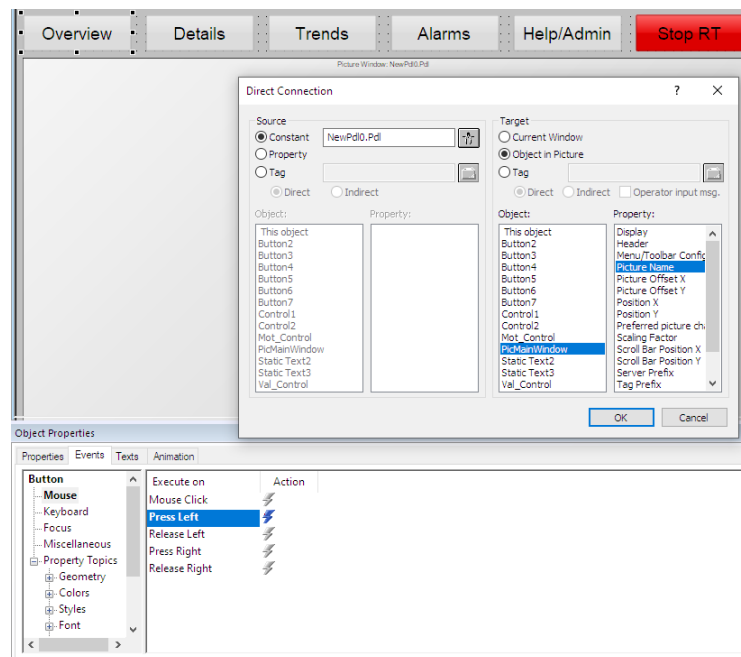 Overview Details Trends Alarms Help/Admin Stop RT
Picture Window: NewPdl0.Pdl
Direct Connection ? ×
Source
Constant NewPdl0.Pdl
Property
Tag
Direct Indirect
Object: Property:
This object
Button2
Button3
Button4
Button5
Button6
Button7
Control1
Control2
Mot_Control
PicMainWindow
Static Text2
Static Text3
Val_Control
Target
Current Window
Object in Picture
Tag
Direct Indirect Operator input msg.
Object: Property:
This object
Button2
Button3
Button4
Button5
Button6
Button7
Control1
Control2
Mot_Control
PicMainWindow
Static Text2
Static Text3
Val_Control
Display
Header
Menu/Toolbar Config
Picture Name
Picture Offset X
Picture Offset Y
Position X
Position Y
Preferred picture cha
Scaling Factor
Scroll Bar Position X
Scroll Bar Position Y
Server Prefix
Tag Prefix
OK Cancel
Object Properties
Properties Events Texts Animation
Button
Mouse
Keyboard
Focus
Miscellaneous
Property Topics
Geometry
Colors
Styles
Font
Execute on Action
Mouse Click
Press Left
Release Left
Press Right
Release Right